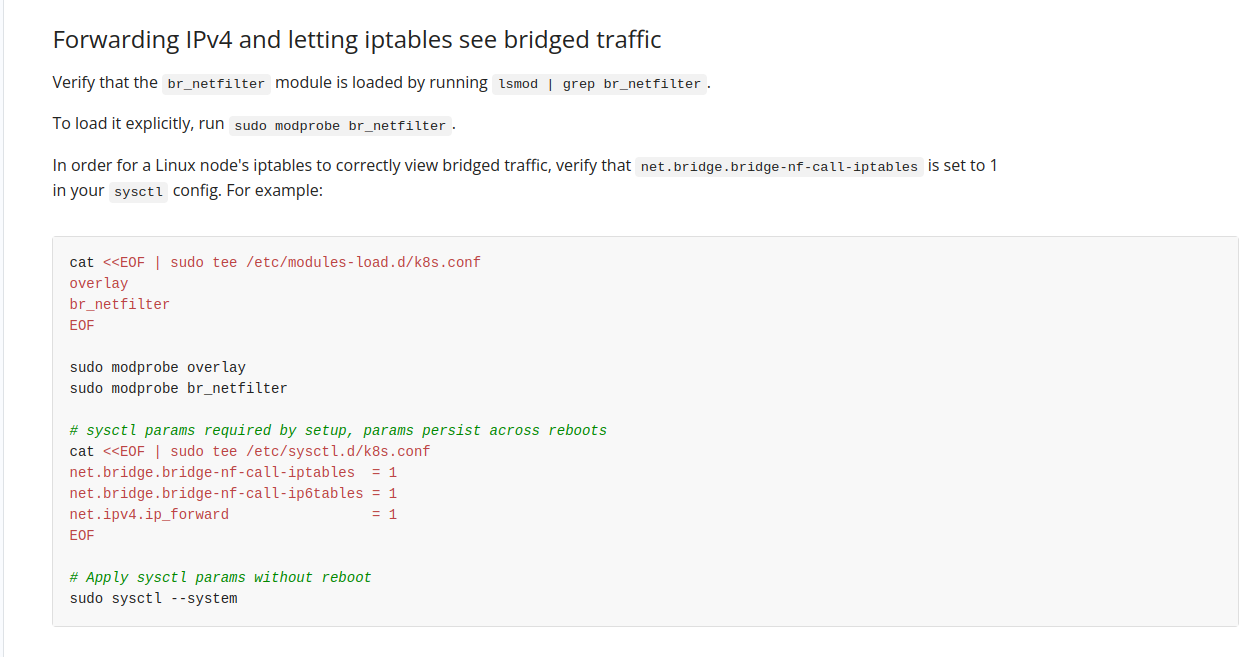 Forwarding IPv4 and letting iptables see bridged traffic
Verify that the br_netfilter module is loaded by running lsmod | grep br_netfilter.
To load it explicitly, run sudo modprobe br_netfilter.
In order for a Linux node's iptables to correctly view bridged traffic, verify that net.bridge.bridge-nf-call-iptables is set to 1
in your sysctl config. For example:
cat <<EOF | sudo tee /etc/modules-load.d/k8s.conf
overlay
br_netfilter
EOF
sudo modprobe overlay
sudo modprobe br_netfilter
# sysctl params required by setup, params persist across reboots
cat <<EOF | sudo tee /etc/sysctl.d/k8s.conf
net.bridge.bridge-nf-call-iptables  = 1
net.bridge.bridge-nf-call-ip6tables = 1
net.ipv4.ip_forward                 = 1
EOF
# Apply sysctl params without reboot
sudo sysctl --system